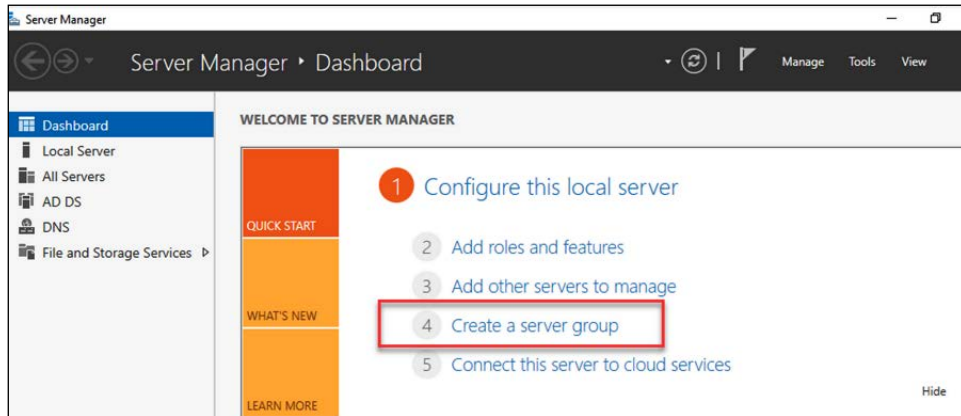 Server Manager
Server Manager ‣ Dashboard
Manage Tools View
Dashboard
Local Server
All Servers
AD DS
DNS
File and Storage Services
WELCOME TO SERVER MANAGER
QUICK START
WHAT'S NEW
LEARN MORE
1 Configure this local server
2 Add roles and features
3 Add other servers to manage
4 Create a server group
5 Connect this server to cloud services
Hide